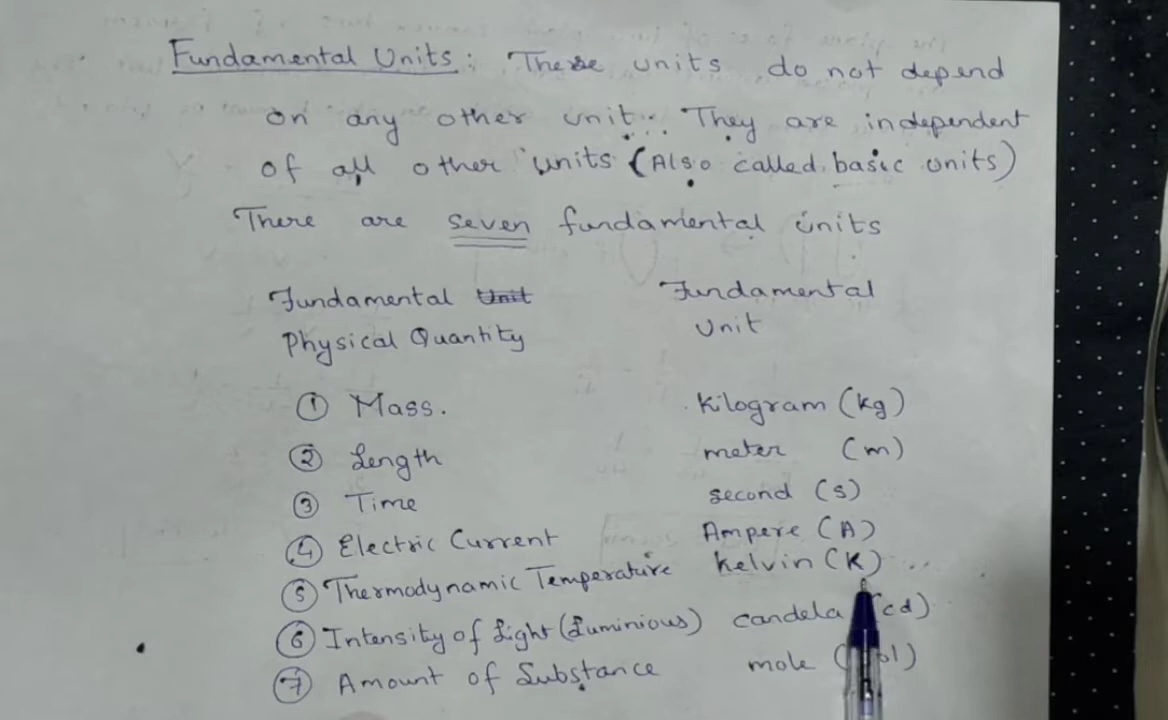 Fundamental Units: These units do not depend
on any other unit. They are independent
of all other units (Also called basic units)
There are seven fundamental units
Fundamental Unit Fundamental
Physical Quantity Unit
① Mass. Kilogram (kg)
② Length meter (m)
③ Time second (s)
④ Electric Current Ampere (A)
⑤ Thermodynamic Temperature Kelvin (K)
⑥ Intensity of Light (Luminious) candela (cd)
⑦ Amount of Substance mole